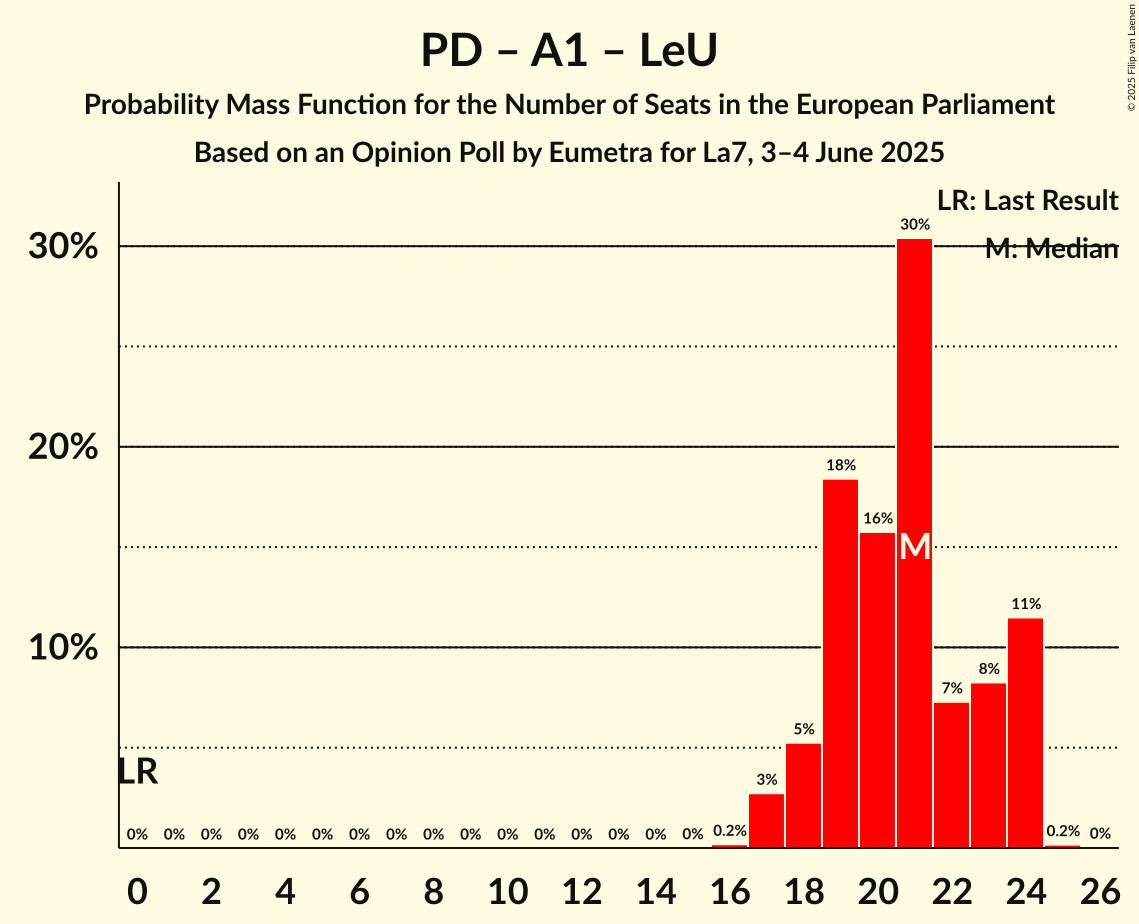 PD – A1 – LeU
Probability Mass Function for the Number of Seats in the European Parliament
Based on an Opinion Poll by Eumetra for La7, 3–4 June 2025
© 2025 Filip van Laenen
LR: Last Result
M: Median
30%
20%
10%
30%
18%
16%
M
11%
8%
7%
5%
3%
LR
0% 0% 0% 0% 0% 0% 0% 0% 0% 0% 0% 0% 0% 0% 0% 0% 0.2% 0.2% 0%
0 2 4 6 8 10 12 14 16 18 20 22 24 26